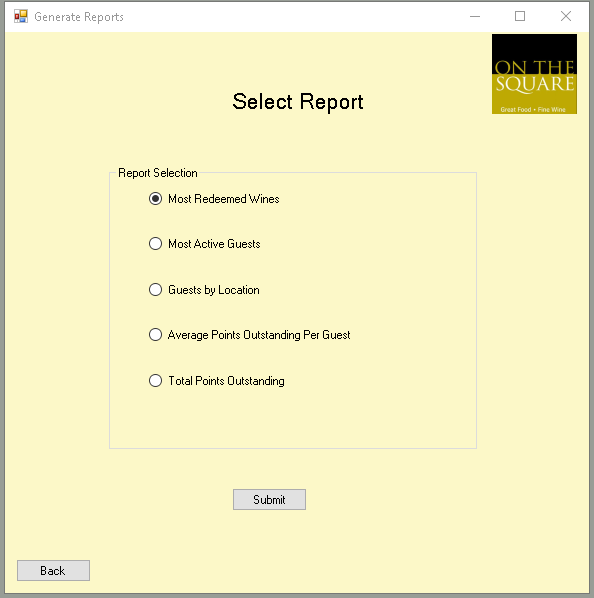 Generate Reports
ON THE
SQUARE
Great Food • Fine Wine
Select Report
Report Selection
Most Redeemed Wines
Most Active Guests
Guests by Location
Average Points Outstanding Per Guest
Total Points Outstanding
Submit
Back